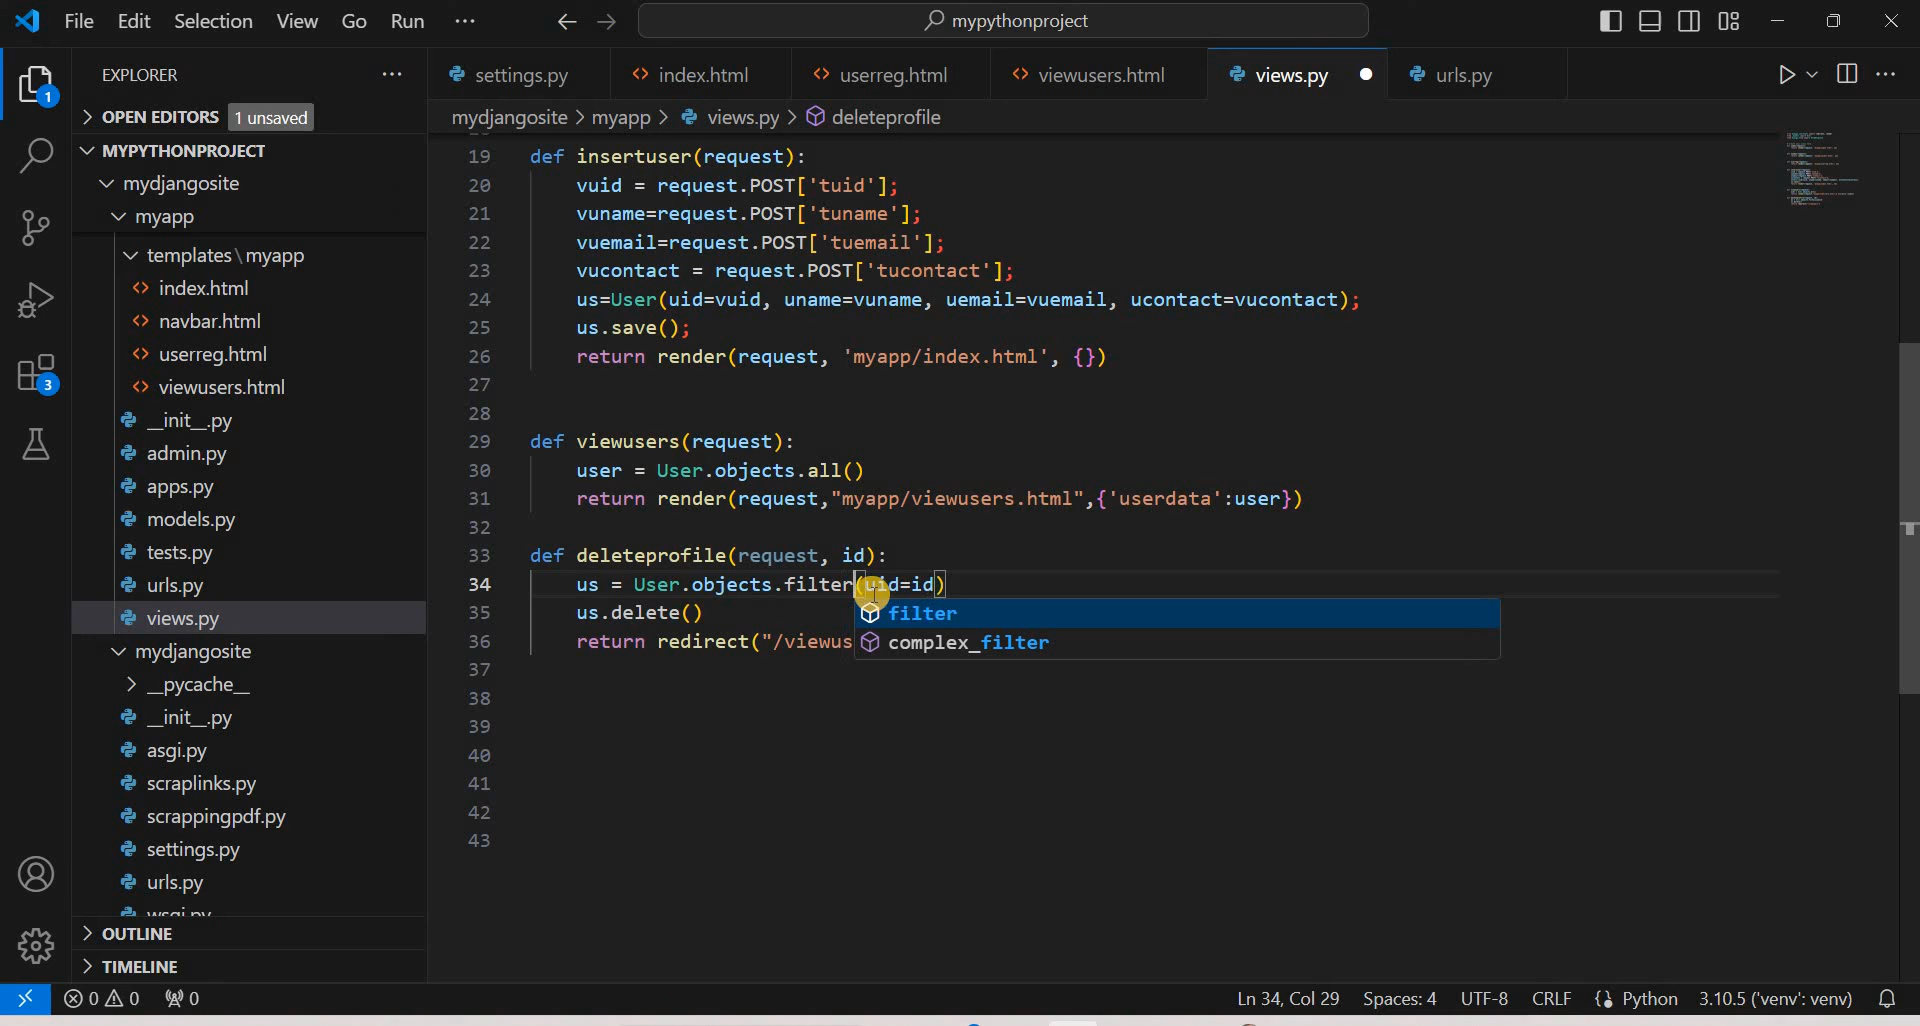 File Edit Selection View Go Run ··· mypythonproject
EXPLORER ···
OPEN EDITORS 1 unsaved
MYPYTHONPROJECT
mydjangosite
myapp
templates\myapp
index.html
navbar.html
userreg.html
viewusers.html
__init__.py
admin.py
apps.py
models.py
tests.py
urls.py
views.py
mydjangosite
__pycache__
__init__.py
asgi.py
scraplinks.py
scrappingpdf.py
settings.py
urls.py
wsgi.py
OUTLINE
TIMELINE
1
3
settings.py index.html userreg.html viewusers.html views.py urls.py
mydjangosite > myapp > views.py > deleteprofile
19 def insertuser(request):
20 vuid = request.POST['tuid'];
21 vuname=request.POST['tuname'];
22 vuemail=request.POST['tuemail'];
23 vucontact = request.POST['tucontact'];
24 us=User(uid=vuid, uname=vuname, uemail=vuemail, ucontact=vucontact);
25 us.save();
26 return render(request, 'myapp/index.html', {})
27
28
29 def viewusers(request):
30 user = User.objects.all()
31 return render(request,"myapp/viewusers.html",{'userdata':user})
32
33 def deleteprofile(request, id):
34 us = User.objects.filter(uid=id)
35 us.delete()
36 return redirect("/viewus
filter
complex_filter
37
38
39
40
41
42
43
0 0 0 Ln 34, Col 29 Spaces: 4 UTF-8 CRLF Python 3.10.5 ('venv': venv)